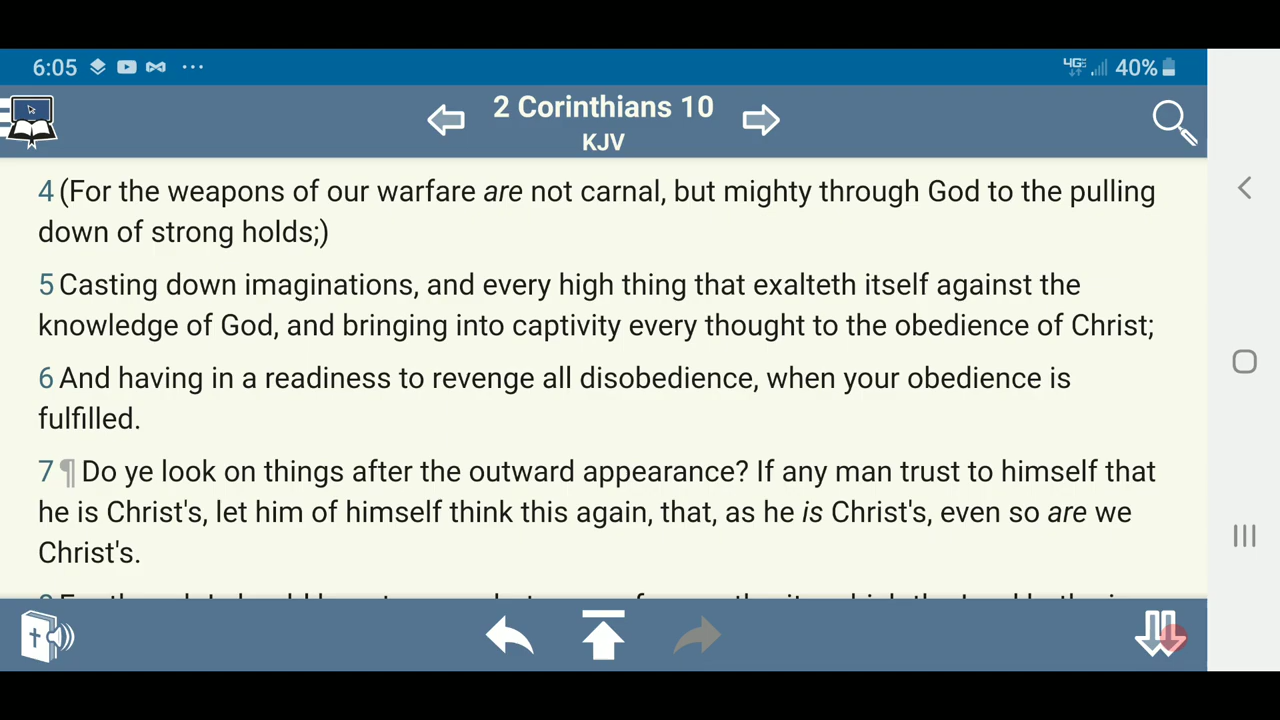 6:05 ... 4GE 40%
2 Corinthians 10
KJV
4 (For the weapons of our warfare are not carnal, but mighty through God to the pulling
down of strong holds;)
5 Casting down imaginations, and every high thing that exalteth itself against the
knowledge of God, and bringing into captivity every thought to the obedience of Christ;
6 And having in a readiness to revenge all disobedience, when your obedience is
fulfilled.
7 ¶ Do ye look on things after the outward appearance? If any man trust to himself that
he is Christ's, let him of himself think this again, that, as he is Christ's, even so are we
Christ's.